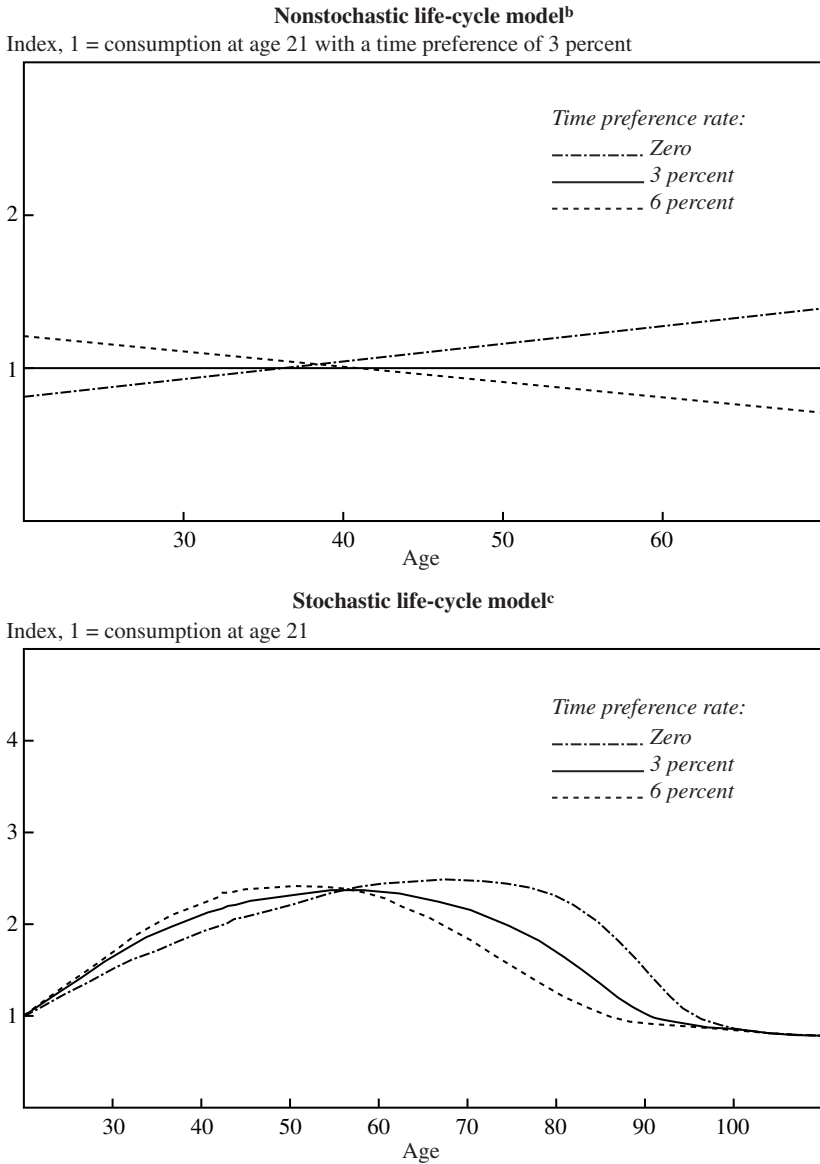 Nonstochastic life-cycle modelᵇ
Index, 1 = consumption at age 21 with a time preference of 3 percent
Time preference rate:
Zero
3 percent
6 percent
2
1
30 40 50 60
Age
Stochastic life-cycle modelᶜ
Index, 1 = consumption at age 21
Time preference rate:
Zero
3 percent
6 percent
4
3
2
1
30 40 50 60 70 80 90 100
Age